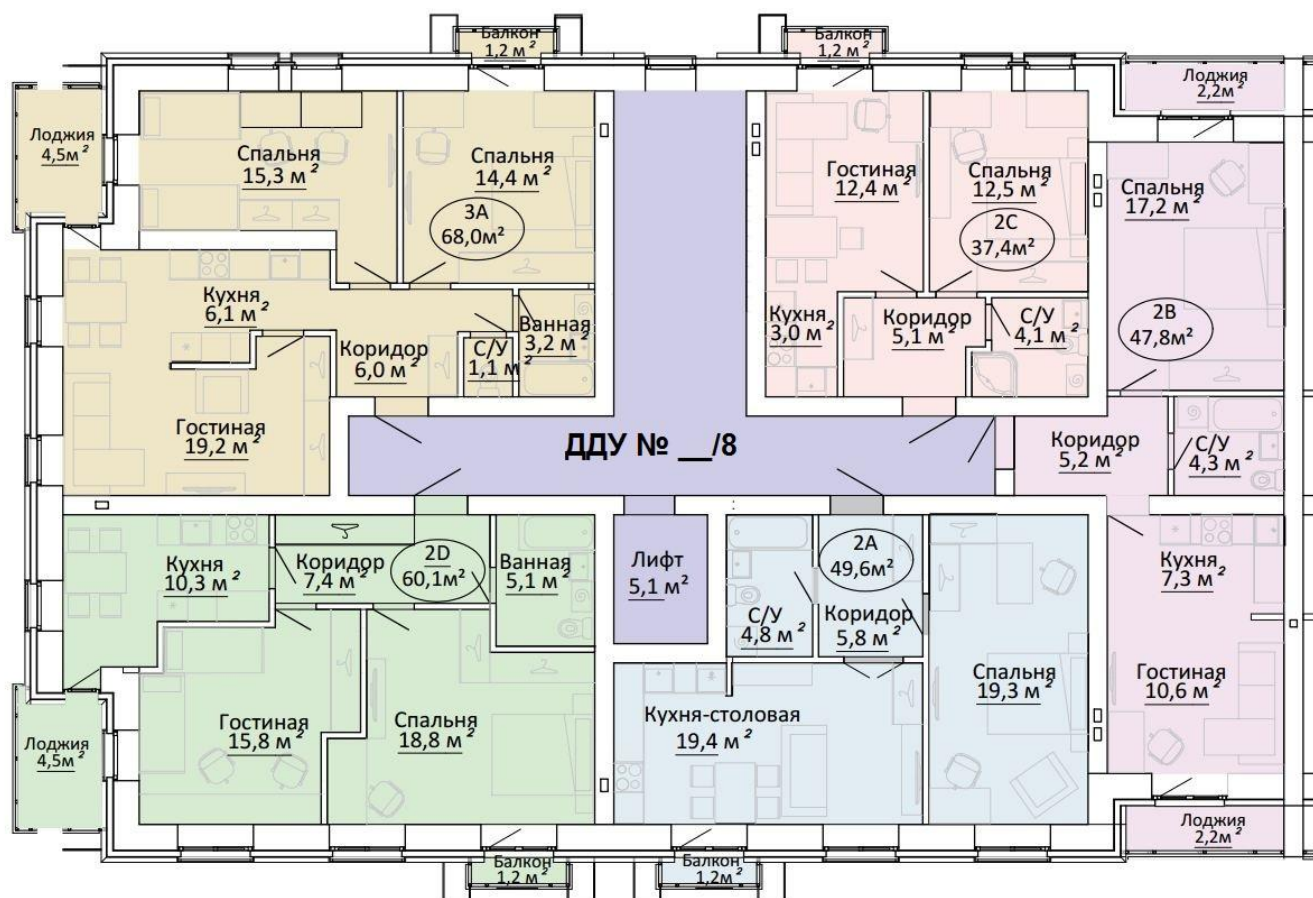 Балкон
1,2 м²
Балкон
1,2 м²
Лоджия
2,2м²
Лоджия
4,5м²
Спальня
15,3 м²
Спальня
14,4 м²
3А
68,0м²
Гостиная
12,4 м²
Спальня
12,5 м²
2С
37,4м²
Спальня
17,2 м²
2В
47,8м²
Кухня
6,1 м²
Коридор
6,0 м²
С/У
1,1 м²
Ванная
3,2 м²
Кухня
3,0 м²
Коридор
5,1 м²
С/У
4,1 м²
Гостиная
19,2 м²
ДДУ № __/8
Коридор
5,2 м²
С/У
4,3 м²
Кухня
10,3 м²
Коридор
7,4 м²
2D
60,1м²
Ванная
5,1 м²
Лифт
5,1 м²
С/У
4,8 м²
2А
49,6м²
Коридор
5,8 м²
Кухня
7,3 м²
Спальня
19,3 м²
Гостиная
10,6 м²
Лоджия
4,5м²
Гостиная
15,8 м²
Спальня
18,8 м²
Кухня-столовая
19,4 м²
Лоджия
2,2м²
Балкон
1,2 м²
Балкон
1,2м²